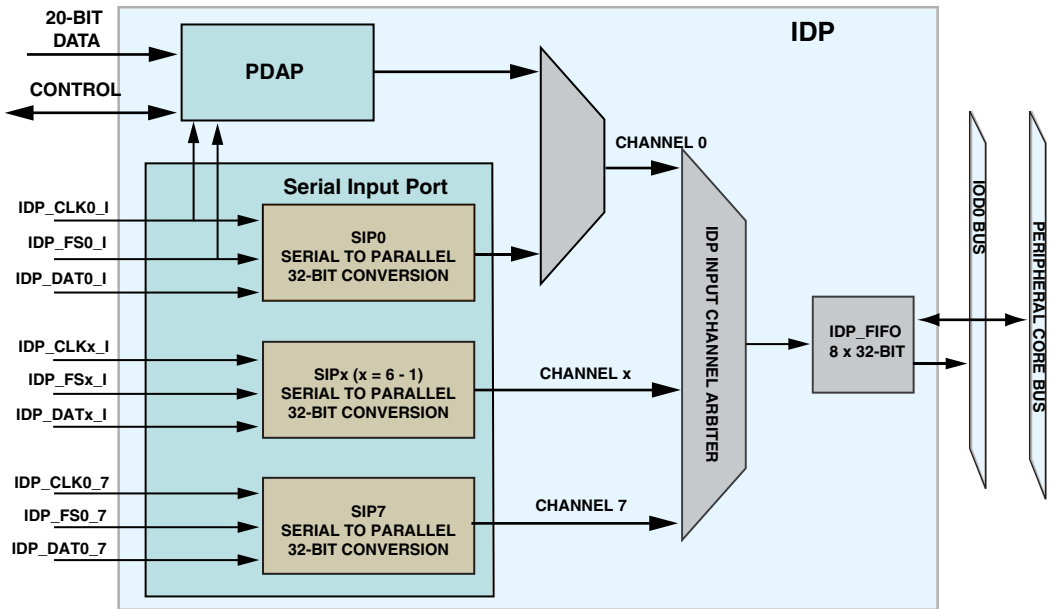 20-BIT
DATA
CONTROL
PDAP
IDP
CHANNEL 0
Serial Input Port
IDP_CLK0_I
IDP_FS0_I
IDP_DAT0_I
SIP0
SERIAL TO PARALLEL
32-BIT CONVERSION
IDP_CLKx_I
IDP_FSx_I
IDP_DATx_I
SIPx (x = 6 - 1)
SERIAL TO PARALLEL
32-BIT CONVERSION
CHANNEL x
IDP_CLK0_7
IDP_FS0_7
IDP_DAT0_7
SIP7
SERIAL TO PARALLEL
32-BIT CONVERSION
CHANNEL 7
IDP INPUT CHANNEL ARBITER
IDP_FIFO
8 x 32-BIT
IOD0 BUS
PERIPHERAL CORE BUS